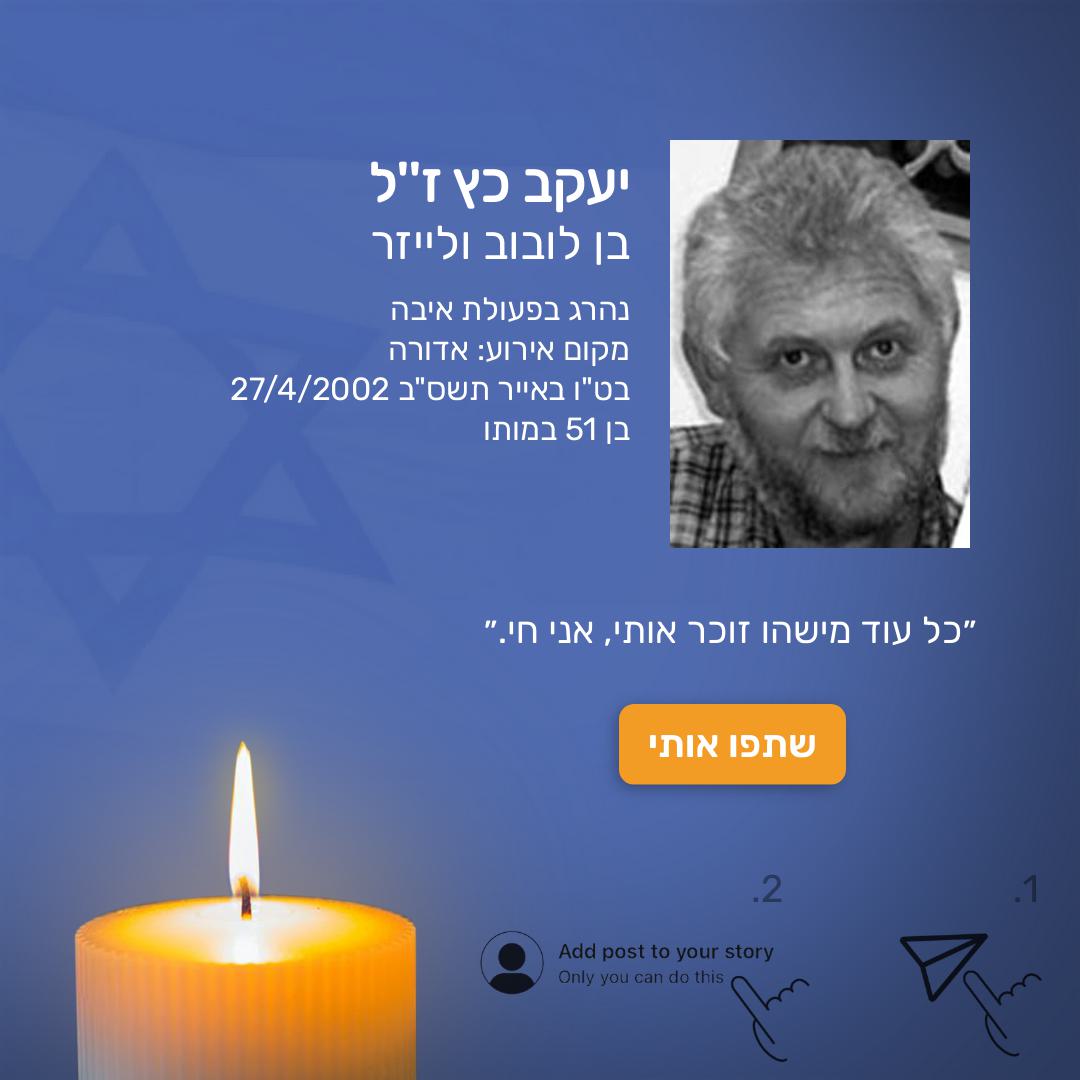 יעקב כץ ז"ל
בן לובוב ולייזר
נהרג בפעולת איבה
מקום אירוע: אדורה
בט"ו באייר תשס"ב 27/4/2002
בן 51 במותו
״כל עוד מישהו זוכר אותי, אני חי.״
שתפו אותי
1.
2.
Add post to your story
Only you can do this